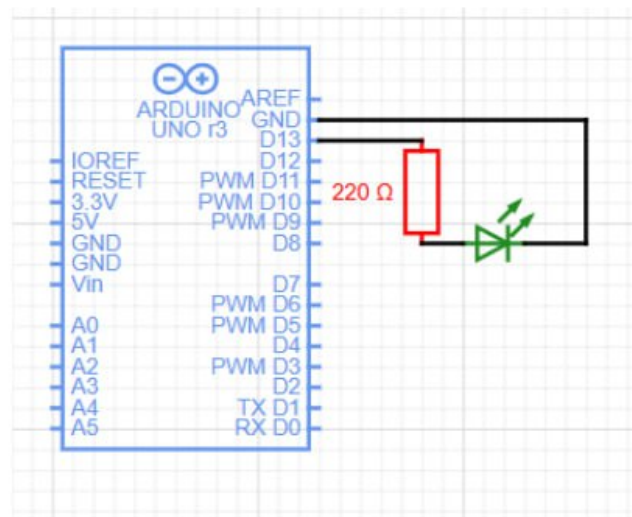 ARDUINO
UNO r3
AREF
GND
D13
D12
PWM D11
PWM D10
PWM D9
D8
D7
PWM D6
PWM D5
D4
PWM D3
D2
TX D1
RX D0
IOREF
RESET
3.3V
5V
GND
GND
Vin
A0
A1
A2
A3
A4
A5
220 Ω